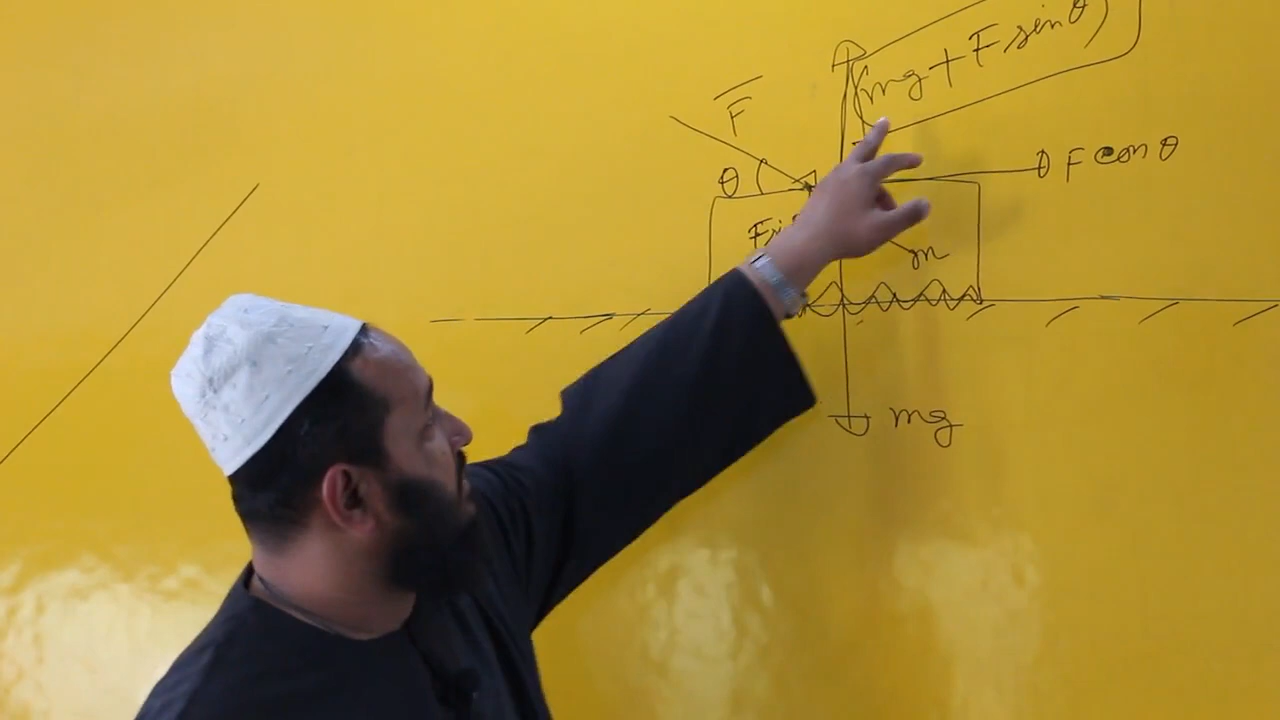 (mg + F sin θ)
F
F cos θ
θ
m
mg